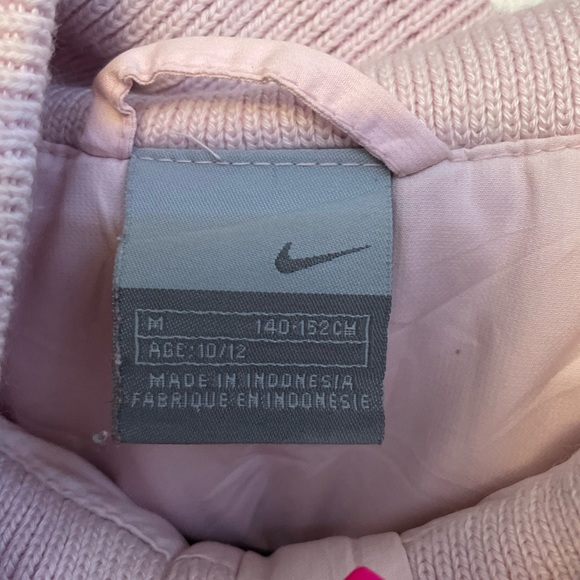 M 140-152CM
AGE: 10/12
MADE IN INDONESIA
FABRIQUE EN INDONESIE